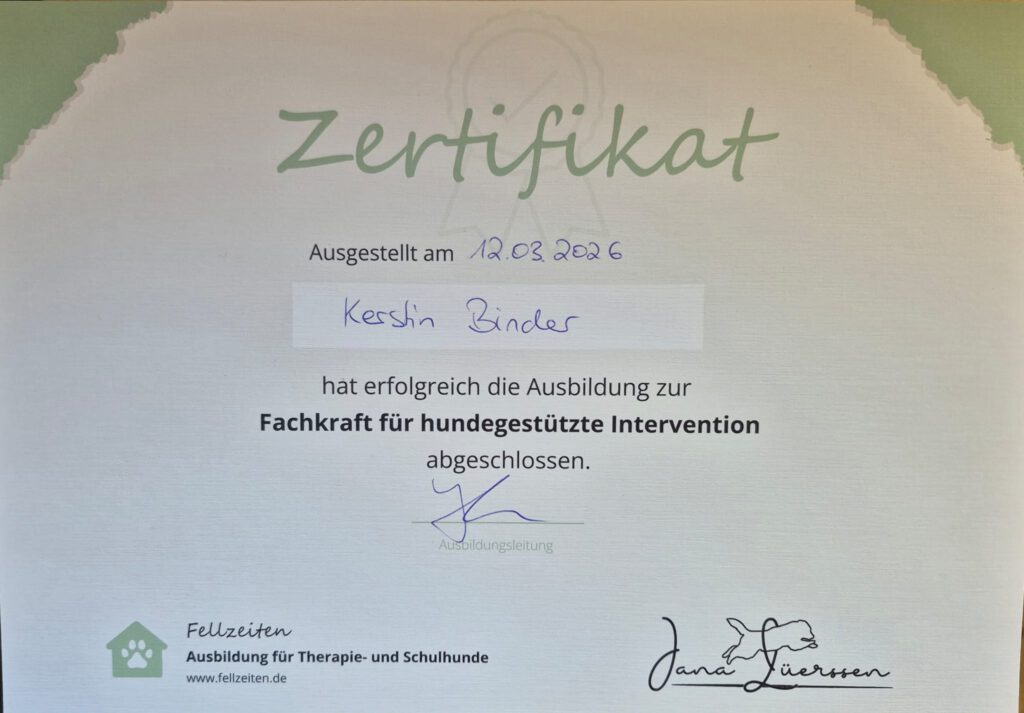 Zertifikat
Ausgestellt am 12.03.2026
Kerstin Binder
hat erfolgreich die Ausbildung zur
Fachkraft für hundegestützte Intervention
abgeschlossen.
Ausbildungsleitung
Fellzeiten
Ausbildung für Therapie- und Schulhunde
www.fellzeiten.de
Jana Lüerssen